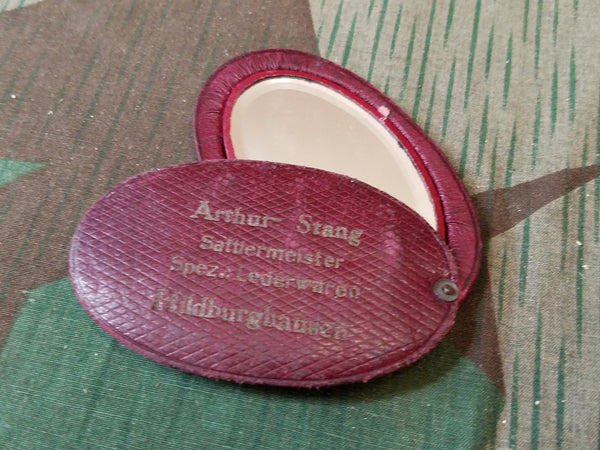 Arthur Stang
Sattlermeister
Spez.: Lederwaren
Hildburghausen